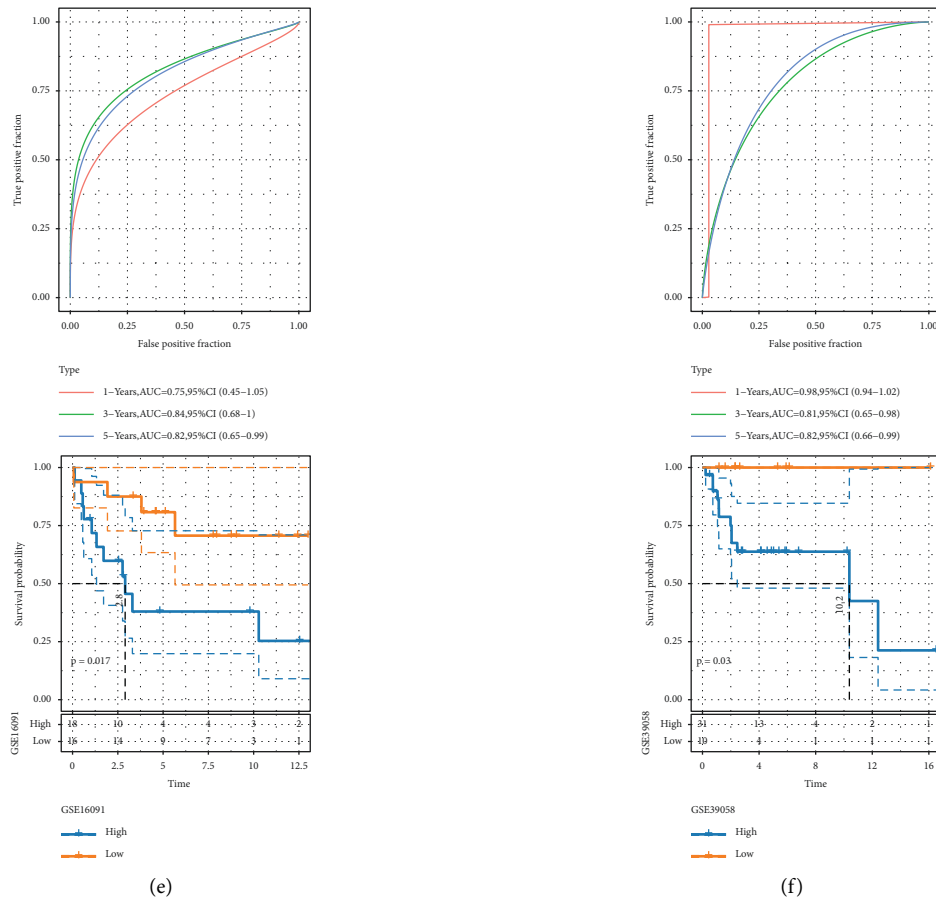 1.00
0.75
0.50
0.25
0.00
True positive fraction
0.00 0.25 0.50 0.75 1.00
False positive fraction
Type
1−Years,AUC=0.75,95%CI (0.45−1.05)
3−Years,AUC=0.84,95%CI (0.68−1)
5−Years,AUC=0.82,95%CI (0.65−0.99)
1.00
0.75
0.50
0.25
0.00
Survival probability
2.8
p = 0.017
GSE16091
High 18 10 4 4 3 2
Low 16 14 9 7 3 1
0 2.5 5 7.5 10 12.5
Time
GSE16091
High
Low
(e)
1.00
0.75
0.50
0.25
0.00
True positive fraction
0.00 0.25 0.50 0.75 1.00
False positive fraction
Type
1−Years,AUC=0.98,95%CI (0.94−1.02)
3−Years,AUC=0.81,95%CI (0.65−0.98)
5−Years,AUC=0.82,95%CI (0.66−0.99)
1.00
0.75
0.50
0.25
0.00
Survival probability
10.2
p = 0.03
GSE39058
High 31 13 4 2 1
Low 10 4 1 1 1
0 4 8 12 16
Time
GSE39058
High
Low
(f)